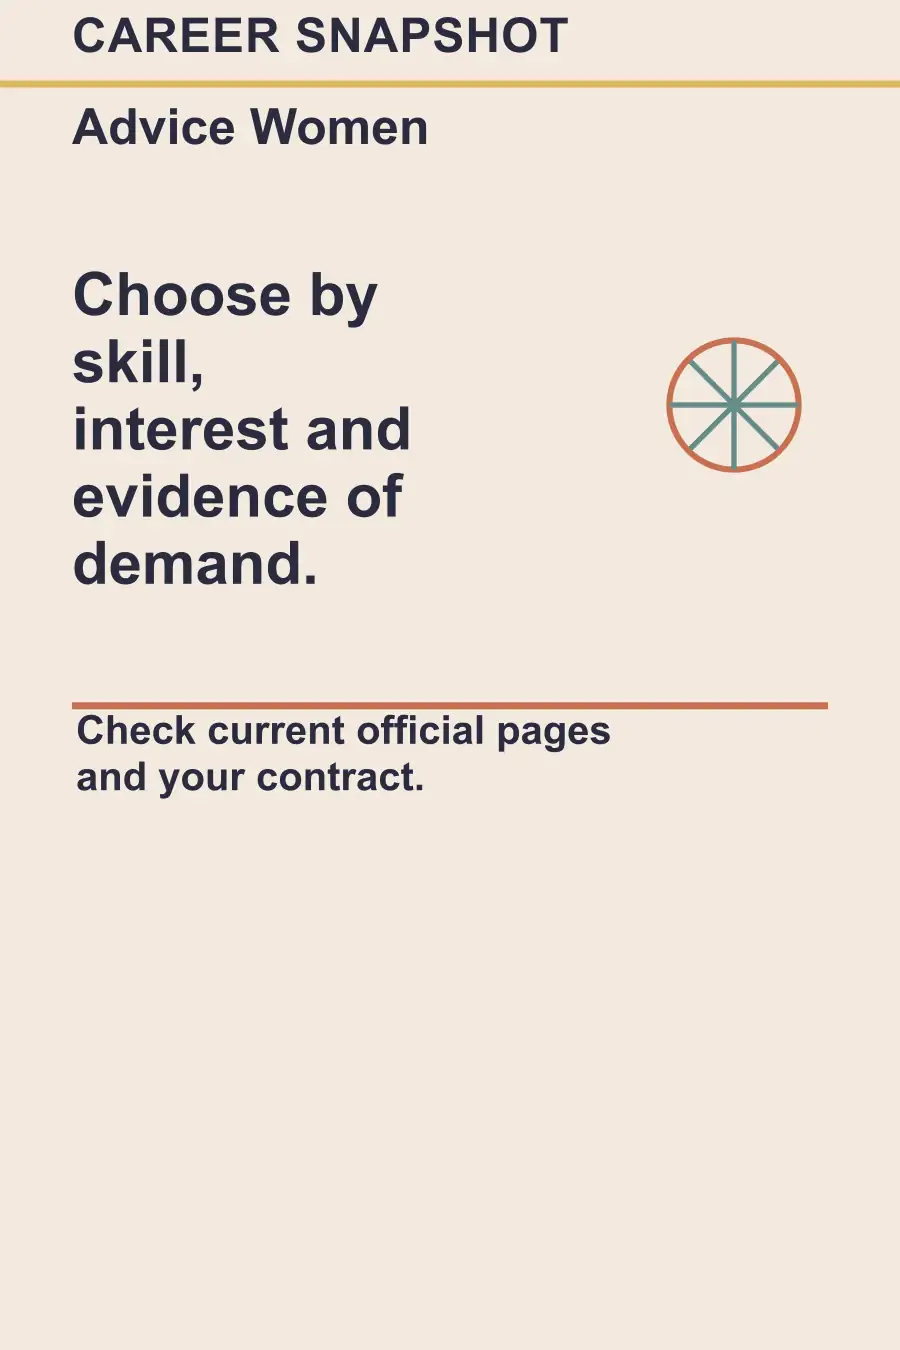 CAREER SNAPSHOT
Advice Women
Choose by
skill,
interest and
evidence of
demand.
Check current official pages
and your contract.